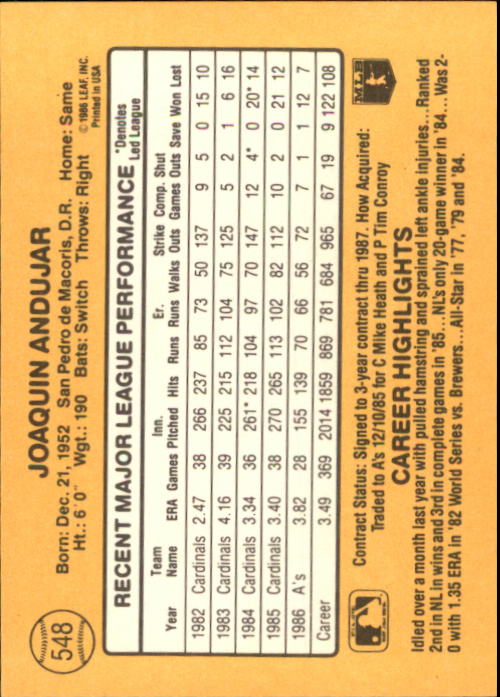 548
JOAQUIN ANDUJAR
Born: Dec. 21, 1952 San Pedro de Macoris, D.R. Home: Same
Ht.: 6'0" Wgt.: 190 Bats: Switch Throws: Right
© 1986 LEAF, INC.
Printed in USA
RECENT MAJOR LEAGUE PERFORMANCE *Denotes Led League
Year Team Name ERA Games Inn. Pitched Hits Runs Er. Runs Walks Strike Outs Comp. Games Shut Outs Save Won Lost
1982 Cardinals 2.47 38 266 237 85 73 50 137 9 5 0 15 10
1983 Cardinals 4.16 39 225 215 112 104 75 125 5 2 1 6 16
1984 Cardinals 3.34 36 261* 218 104 97 70 147 12 4* 0 20* 14
1985 Cardinals 3.40 38 270 265 113 102 82 112 10 2 0 21 12
1986 A's 3.82 28 155 139 70 66 56 72 7 1 1 12 7
Career 3.49 369 2014 1859 869 781 684 965 67 19 9 122 108
MLB
Contract Status: Signed to 3-year contract thru 1987. How Acquired:
Traded to A's 12/10/85 for C Mike Heath and P Tim Conroy
CAREER HIGHLIGHTS
Idled over a month last year with pulled hamstring and sprained left ankle injuries.... Ranked
2nd in NL in wins and 3rd in complete games in '85... NL's only 20-game winner in '84... Was 2-
0 with 1.35 ERA in '82 World Series vs. Brewers...All-Star in '77, '79 and '84.